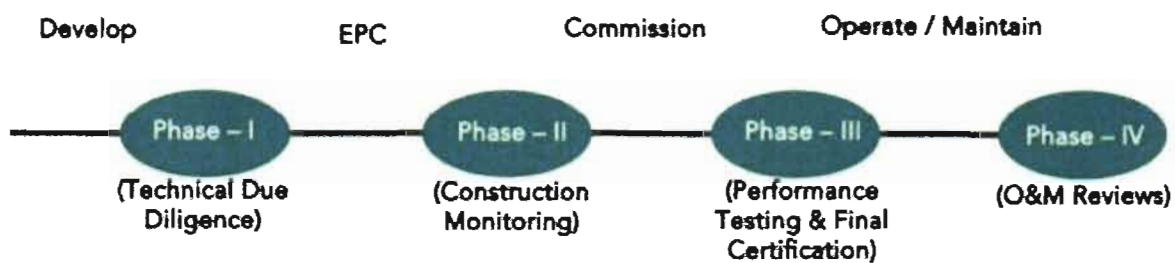 Develop
EPC
Commission
Operate / Maintain
Phase – I
Phase – II
Phase – III
Phase – IV
(Technical Due
Diligence)
(Construction
Monitoring)
(Performance
Testing & Final
Certification)
(O&M Reviews)